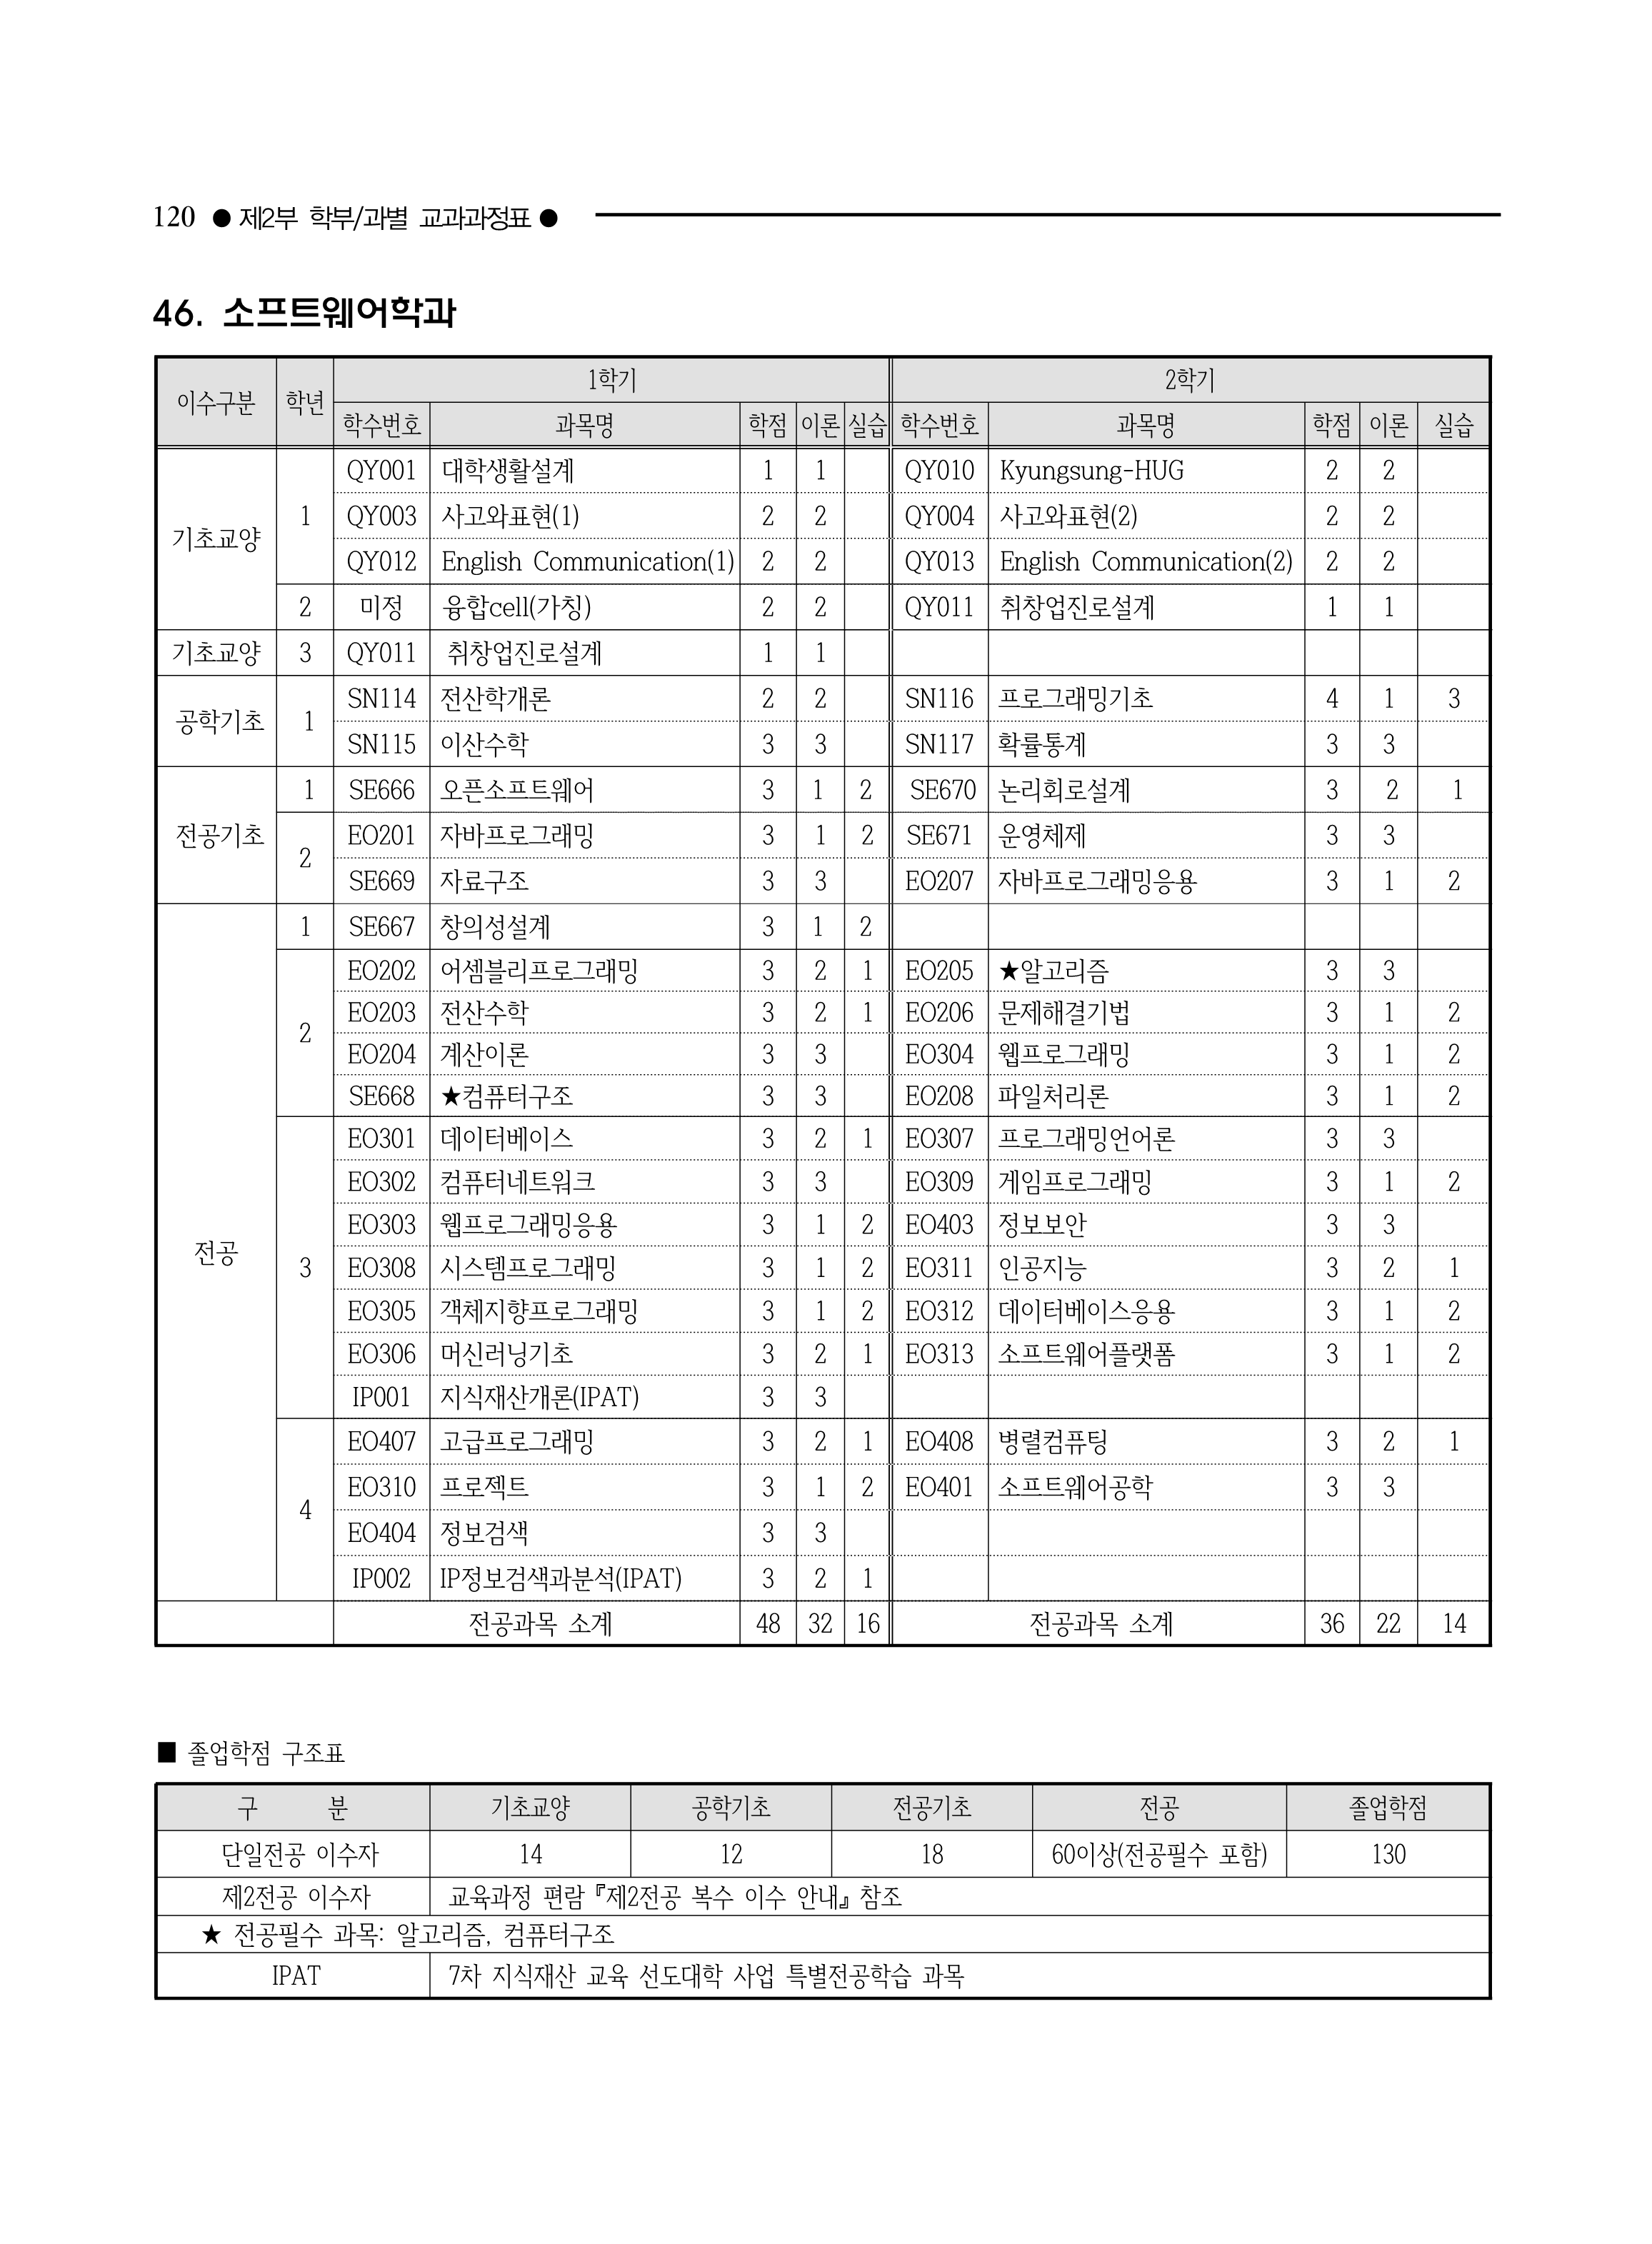 120 ● 제2부 학부/과별 교과과정표 ●
46. 소프트웨어학과
이수구분 학년 1학기 2학기
학수번호 과목명 학점 이론 실습 학수번호 과목명 학점 이론 실습
기초교양 1 QY001 대학생활설계 1 1 QY010 Kyungsung-HUG 2 2
QY003 사고와표현(1) 2 2 QY004 사고와표현(2) 2 2
QY012 English Communication(1) 2 2 QY013 English Communication(2) 2 2
2 미정 융합cell(가칭) 2 2 QY011 취창업진로설계 1 1
기초교양 3 QY011 취창업진로설계 1 1
공학기초 1 SN114 전산학개론 2 2 SN116 프로그래밍기초 4 1 3
SN115 이산수학 3 3 SN117 확률통계 3 3
전공기초 1 SE666 오픈소프트웨어 3 1 2 SE670 논리회로설계 3 2 1
2 EO201 자바프로그래밍 3 1 2 SE671 운영체제 3 3
SE669 자료구조 3 3 EO207 자바프로그래밍응용 3 1 2
전공 1 SE667 창의성설계 3 1 2
2 EO202 어셈블리프로그래밍 3 2 1 EO205 ★알고리즘 3 3
EO203 전산수학 3 2 1 EO206 문제해결기법 3 1 2
EO204 계산이론 3 3 EO304 웹프로그래밍 3 1 2
SE668 ★컴퓨터구조 3 3 EO208 파일처리론 3 1 2
3 EO301 데이터베이스 3 2 1 EO307 프로그래밍언어론 3 3
EO302 컴퓨터네트워크 3 3 EO309 게임프로그래밍 3 1 2
EO303 웹프로그래밍응용 3 1 2 EO403 정보보안 3 3
EO308 시스템프로그래밍 3 1 2 EO311 인공지능 3 2 1
EO305 객체지향프로그래밍 3 1 2 EO312 데이터베이스응용 3 1 2
EO306 머신러닝기초 3 2 1 EO313 소프트웨어플랫폼 3 1 2
IP001 지식재산개론(IPAT) 3 3
4 EO407 고급프로그래밍 3 2 1 EO408 병렬컴퓨팅 3 2 1
EO310 프로젝트 3 1 2 EO401 소프트웨어공학 3 3
EO404 정보검색 3 3
IP002 IP정보검색과분석(IPAT) 3 2 1
전공과목 소계 48 32 16 전공과목 소계 36 22 14
■ 졸업학점 구조표
구 분 기초교양 공학기초 전공기초 전공 졸업학점
단일전공 이수자 14 12 18 60이상(전공필수 포함) 130
제2전공 이수자 교육과정 편람『제2전공 복수 이수 안내』 참조
★ 전공필수 과목: 알고리즘, 컴퓨터구조
IPAT 7차 지식재산 교육 선도대학 사업 특별전공학습 과목